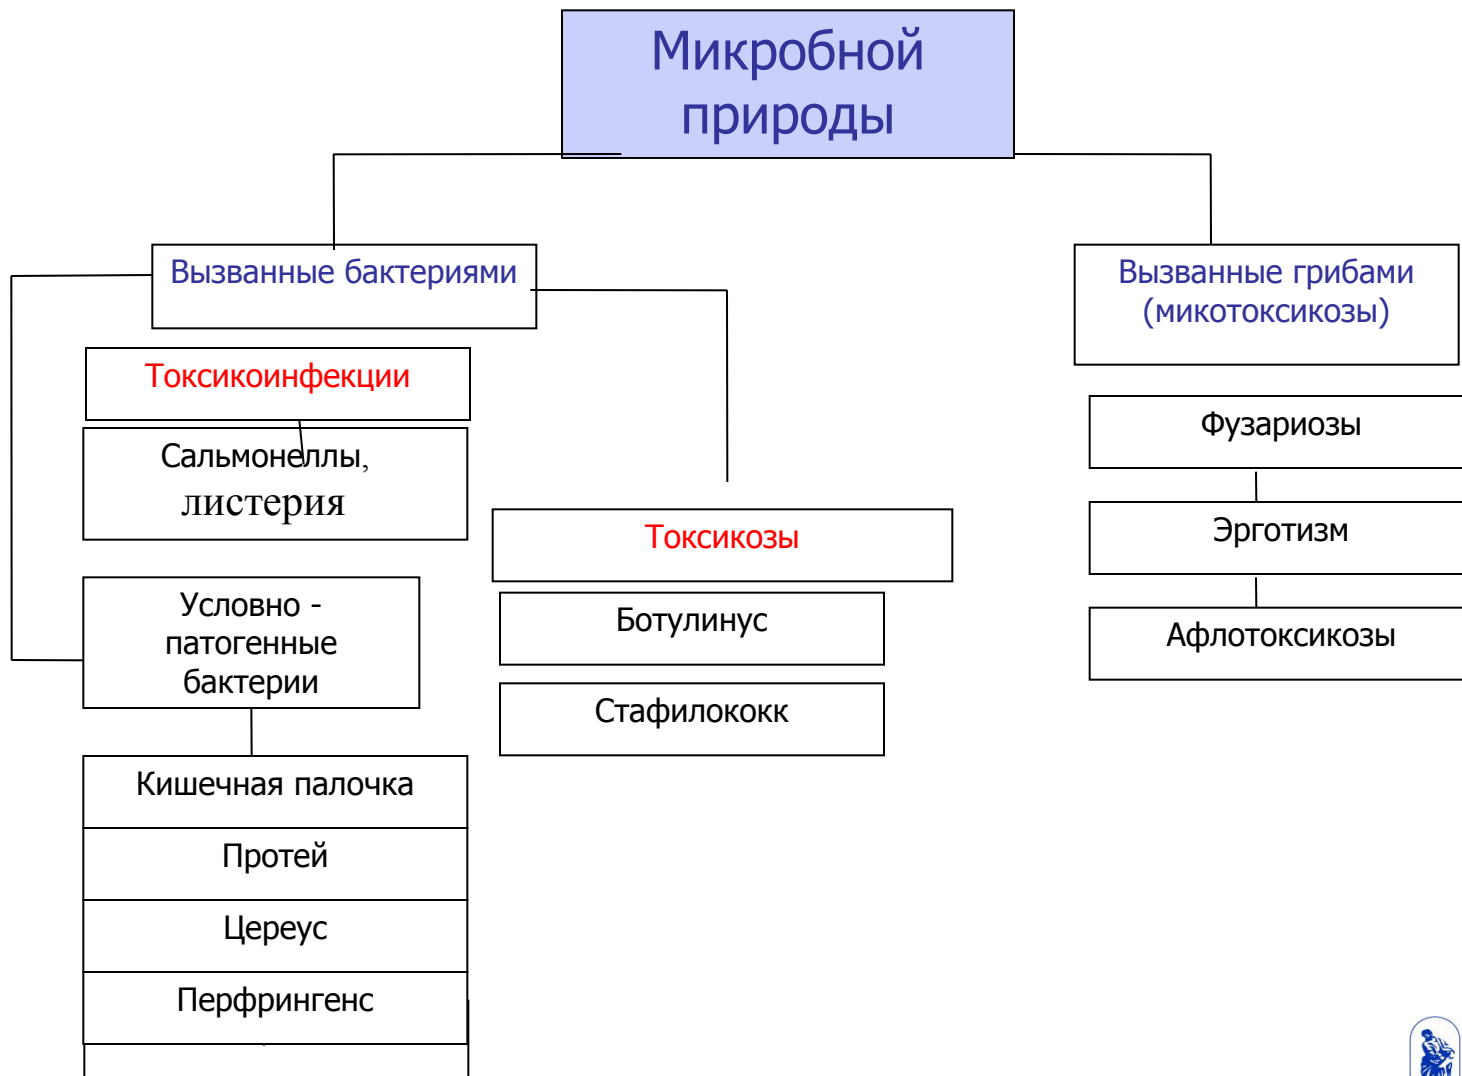 Микробной
природы
Вызванные бактериями
Вызванные грибами
(микотоксикозы)
Токсикоинфекции
Сальмонеллы,
листерия
Условно -
патогенные
бактерии
Кишечная палочка
Протей
Цереус
Перфрингенс
Токсикозы
Ботулинус
Стафилококк
Фузариозы
Эрготизм
Афлотоксикозы